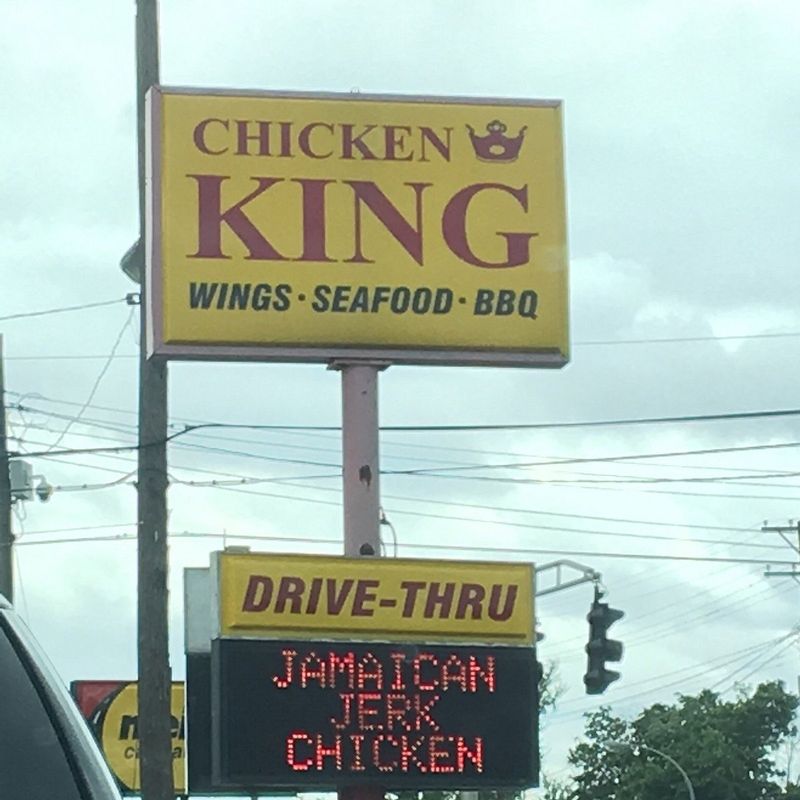 CHICKEN
KING
WINGS · SEAFOOD · BBQ
DRIVE-THRU
JAMAICAN
JERK
CHICKEN